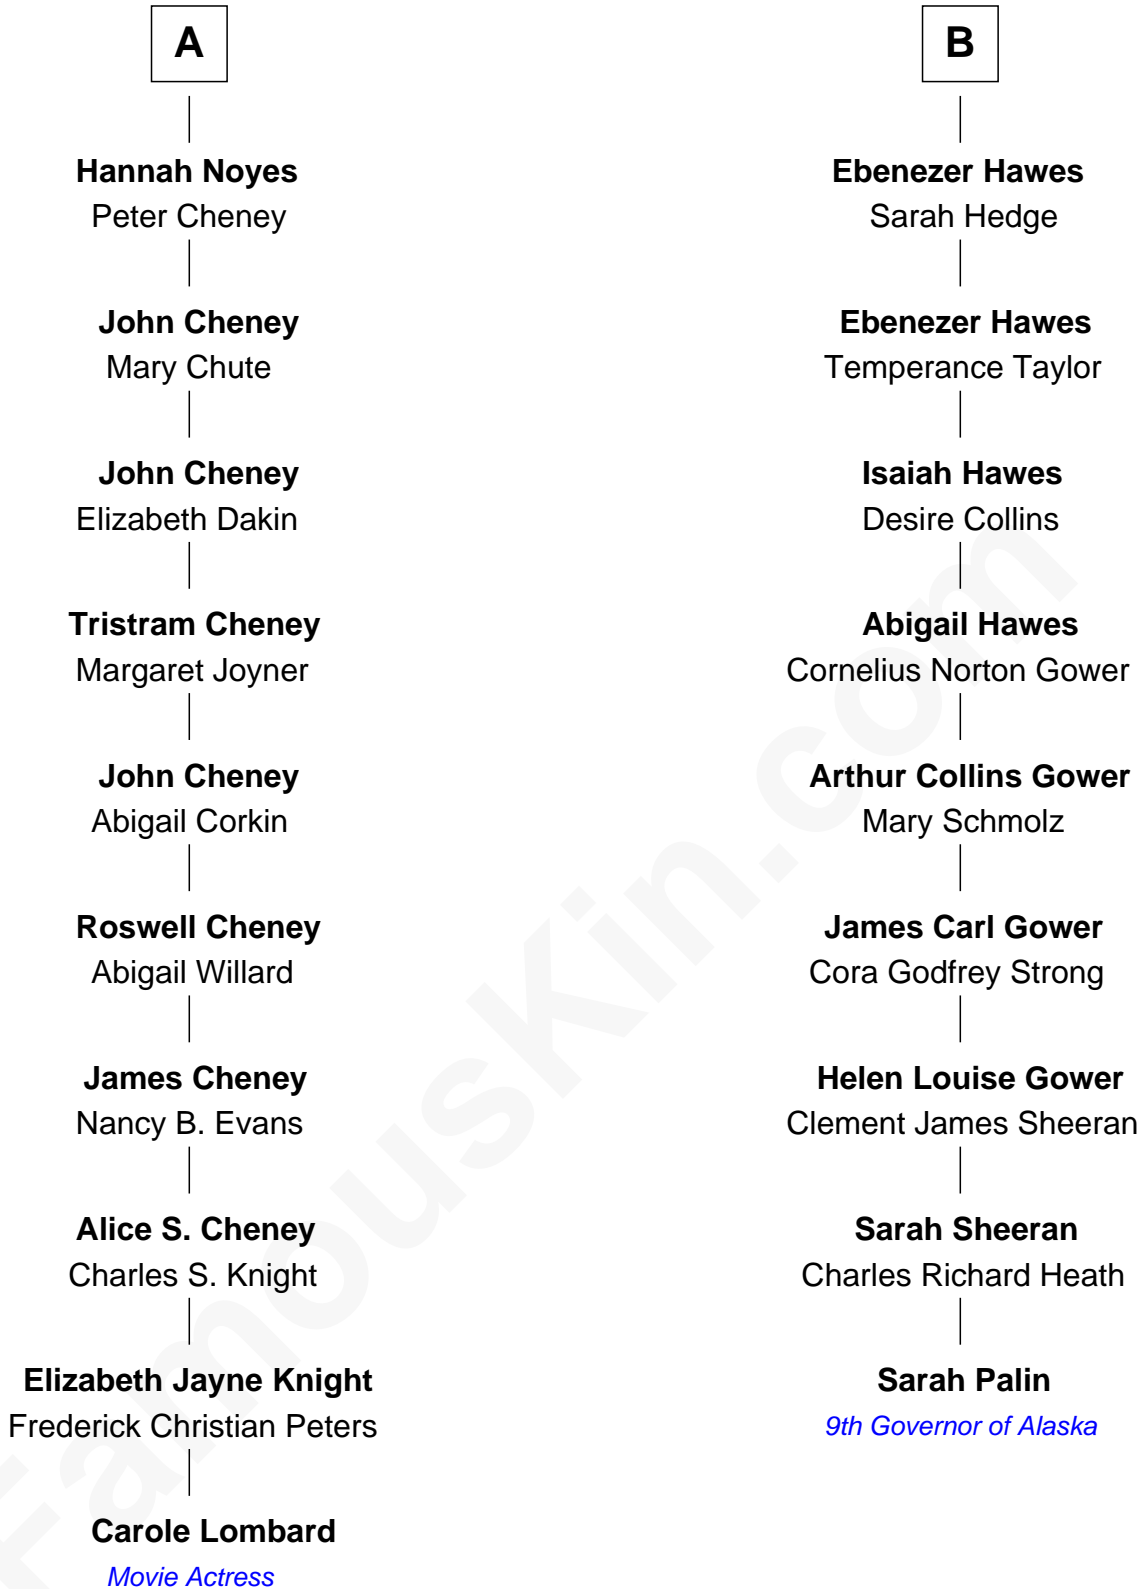 A
Hannah Noyes
Peter Cheney
John Cheney
Mary Chute
John Cheney
Elizabeth Dakin
Tristram Cheney
Margaret Joyner
John Cheney
Abigail Corkin
Roswell Cheney
Abigail Willard
James Cheney
Nancy B. Evans
Alice S. Cheney
Charles S. Knight
Elizabeth Jayne Knight
Frederick Christian Peters
Carole Lombard
Movie Actress
B
Ebenezer Hawes
Sarah Hedge
Ebenezer Hawes
Temperance Taylor
Isaiah Hawes
Desire Collins
Abigail Hawes
Cornelius Norton Gower
Arthur Collins Gower
Mary Schmolz
James Carl Gower
Cora Godfrey Strong
Helen Louise Gower
Clement James Sheeran
Sarah Sheeran
Charles Richard Heath
Sarah Palin
9th Governor of Alaska
FamousKin.com